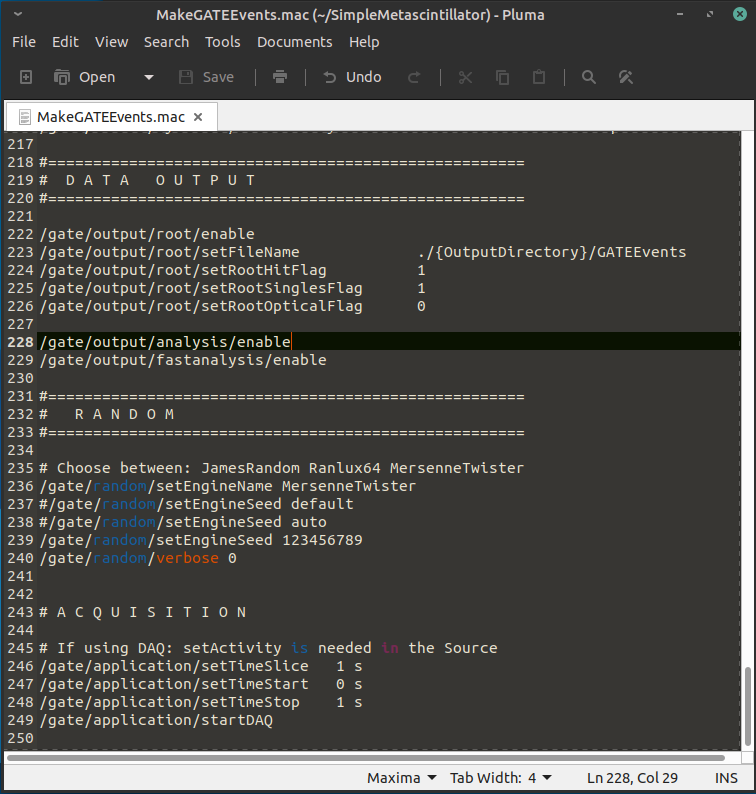 MakeGATEEvents.mac (~/SimpleMetascintillator) - Pluma
File Edit View Search Tools Documents Help
Open Save Undo
MakeGATEEvents.mac
217
218 #=====================================================
219 #  D A T A   O U T P U T
220 #=====================================================
221
222 /gate/output/root/enable
223 /gate/output/root/setFileName             ./{OutputDirectory}/GATEEvents
224 /gate/output/root/setRootHitFlag          1
225 /gate/output/root/setRootSinglesFlag      1
226 /gate/output/root/setRootOpticalFlag      0
227
228 /gate/output/analysis/enable
229 /gate/output/fastanalysis/enable
230
231 #=====================================================
232 #   R A N D O M
233 #=====================================================
234
235 # Choose between: JamesRandom Ranlux64 MersenneTwister
236 /gate/random/setEngineName MersenneTwister
237 #/gate/random/setEngineSeed default
238 #/gate/random/setEngineSeed auto
239 /gate/random/setEngineSeed 123456789
240 /gate/random/verbose 0
241
242
243 # A C Q U I S I T I O N
244
245 # If using DAQ: setActivity is needed in the Source
246 /gate/application/setTimeSlice   1 s
247 /gate/application/setTimeStart   0 s
248 /gate/application/setTimeStop    1 s
249 /gate/application/startDAQ
250
Maxima Tab Width: 4 Ln 228, Col 29 INS